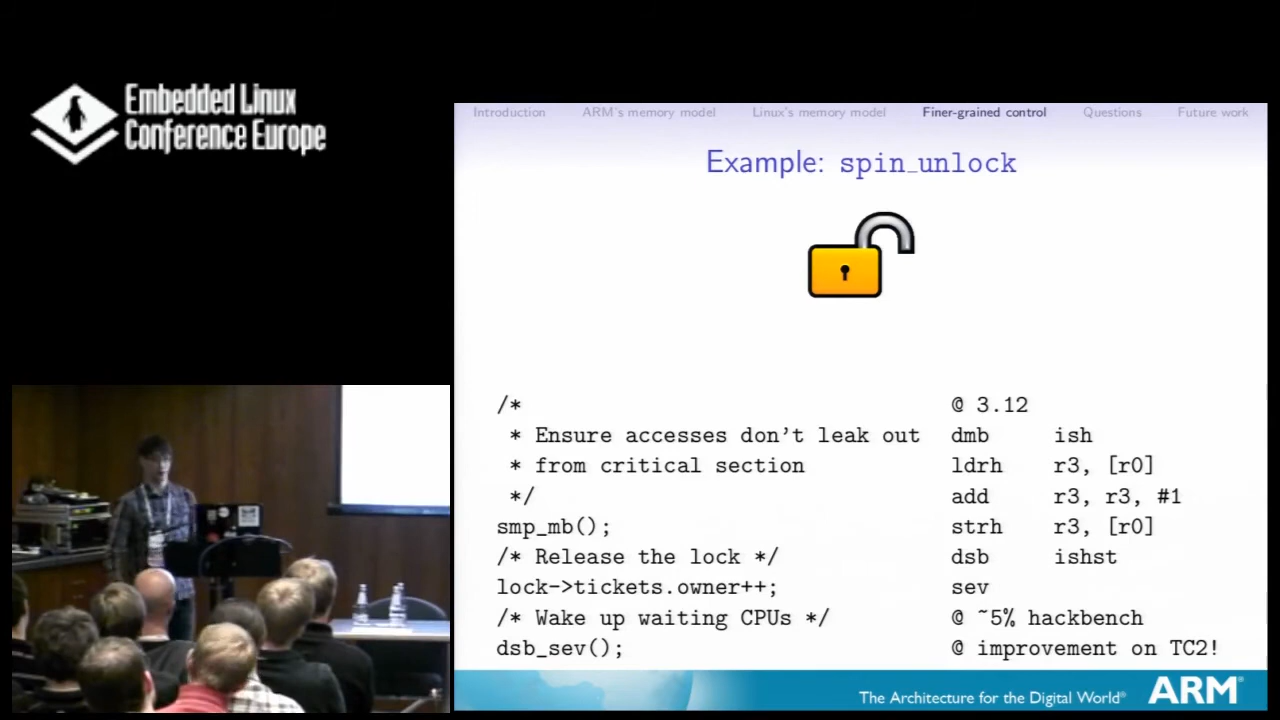 Embedded Linux
Conference Europe
Introduction ARM's memory model Linux's memory model Finer-grained control Questions Future work
Example: spin_unlock
/*
 * Ensure accesses don't leak out
 * from critical section
 */
smp_mb();
/* Release the lock */
lock->tickets.owner++;
/* Wake up waiting CPUs */
dsb_sev();
@ 3.12
dmb ish
ldrh r3, [r0]
add r3, r3, #1
strh r3, [r0]
dsb ishst
sev
@ ~5% hackbench
@ improvement on TC2!
The Architecture for the Digital World® ARM®